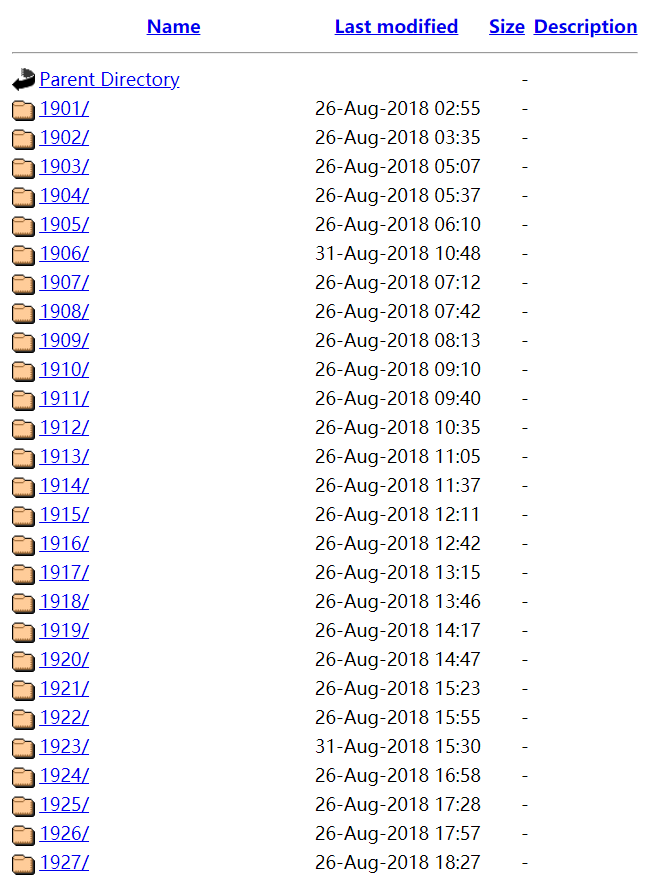 Name Last modified Size Description
Parent Directory -
1901/ 26-Aug-2018 02:55 -
1902/ 26-Aug-2018 03:35 -
1903/ 26-Aug-2018 05:07 -
1904/ 26-Aug-2018 05:37 -
1905/ 26-Aug-2018 06:10 -
1906/ 31-Aug-2018 10:48 -
1907/ 26-Aug-2018 07:12 -
1908/ 26-Aug-2018 07:42 -
1909/ 26-Aug-2018 08:13 -
1910/ 26-Aug-2018 09:10 -
1911/ 26-Aug-2018 09:40 -
1912/ 26-Aug-2018 10:35 -
1913/ 26-Aug-2018 11:05 -
1914/ 26-Aug-2018 11:37 -
1915/ 26-Aug-2018 12:11 -
1916/ 26-Aug-2018 12:42 -
1917/ 26-Aug-2018 13:15 -
1918/ 26-Aug-2018 13:46 -
1919/ 26-Aug-2018 14:17 -
1920/ 26-Aug-2018 14:47 -
1921/ 26-Aug-2018 15:23 -
1922/ 26-Aug-2018 15:55 -
1923/ 31-Aug-2018 15:30 -
1924/ 26-Aug-2018 16:58 -
1925/ 26-Aug-2018 17:28 -
1926/ 26-Aug-2018 17:57 -
1927/ 26-Aug-2018 18:27 -